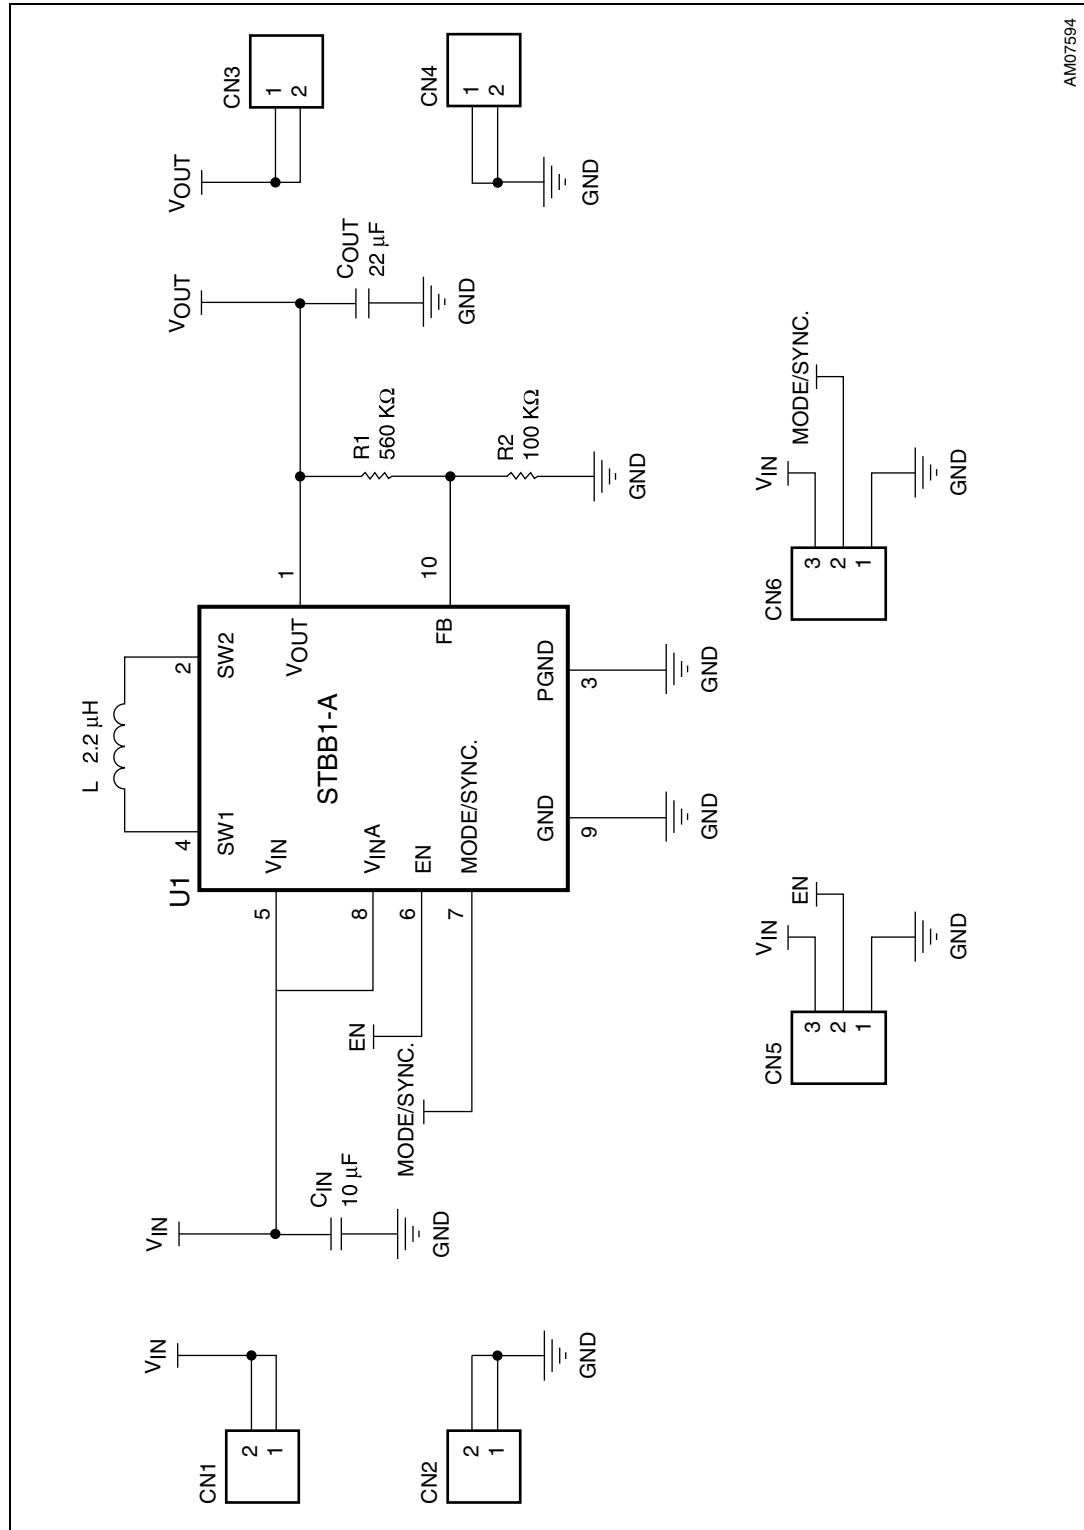 L 2.2 µH
U1
STBB1-A
4
SW1
2
SW2
5
VIN
8
VINA
6
EN
7
MODE/SYNC.
VOUT
1
FB
10
GND
9
PGND
3
GND
GND
VIN
CN1
2
1
CN2
2
1
GND
VIN
CIN
10 µF
GND
EN
MODE/SYNC.
R1
560 KΩ
R2
100 KΩ
GND
VOUT
COUT
22 µF
GND
VOUT
CN3
1
2
CN4
1
2
GND
CN5
3
2
1
VIN
EN
GND
CN6
3
2
1
VIN
MODE/SYNC.
GND
AM07594